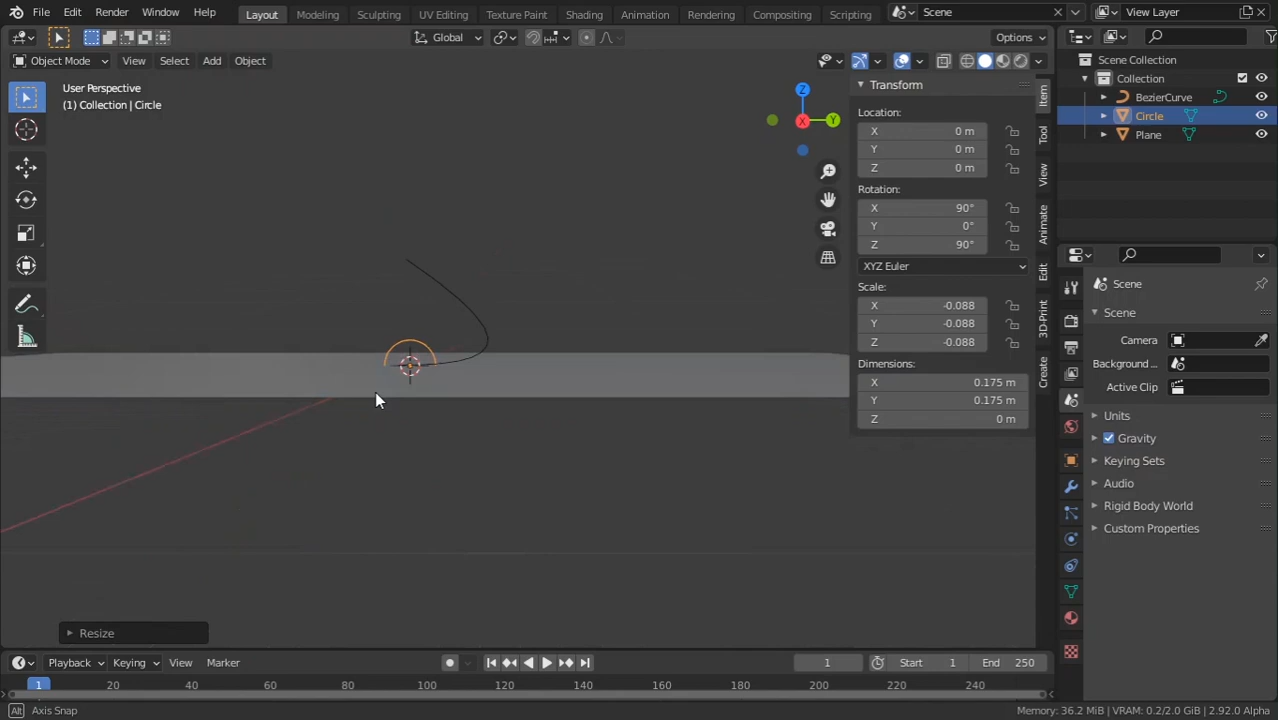 File Edit Render Window Help Layout Modeling Sculpting UV Editing Texture Paint Shading Animation Rendering Compositing Scripting Scene View Layer
Global Options
Object Mode View Select Add Object
User Perspective
(1) Collection | Circle
Z
Y
X
Transform
Location:
X 0 m
Y 0 m
Z 0 m
Rotation:
X 90°
Y 0°
Z 90°
XYZ Euler
Scale:
X -0.088
Y -0.088
Z -0.088
Dimensions:
X 0.175 m
Y 0.175 m
Z 0 m
Item
Tool
View
Animate
Edit
3D-Print
Create
Scene Collection
Collection
BezierCurve
Circle
Plane
Scene
Scene
Camera
Background ...
Active Clip
Units
Gravity
Keying Sets
Audio
Rigid Body World
Custom Properties
Resize
Playback Keying View Marker 1 Start 1 End 250
1 20 40 60 80 100 120 140 160 180 200 220 240
Alt Axis Snap Memory: 36.2 MiB | VRAM: 0.2/2.0 GiB | 2.92.0 Alpha